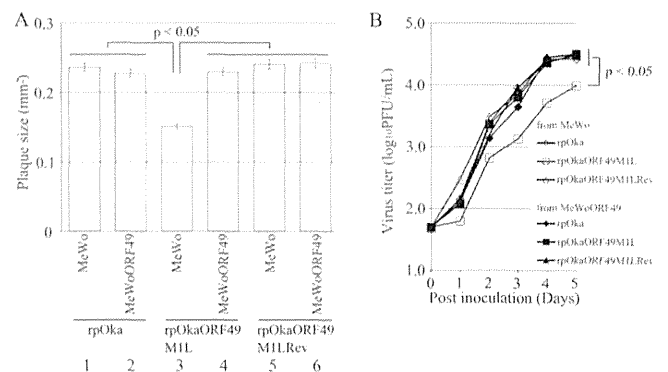 A
p < 0.05
0.3
0.2
0.1
0
Plaque size (mm²)
MeWo
MeWoORF49
MeWo
MeWoORF49
MeWo
MeWoORF49
rpOka
rpOkaORF49
M1L
rpOkaORF49
M1LRev
1 2 3 4 5 6
B
5.0
4.0
3.0
2.0
1.0
Virus titer (log₁₀PFU/mL)
p < 0.05
from MeWo
rpOka
rpOkaORF49M1L
rpOkaORF49M1LRev
from MeWoORF49
rpOka
rpOkaORF49M1L
rpOkaORF49M1LRev
0 1 2 3 4 5
Post inoculation (Days)